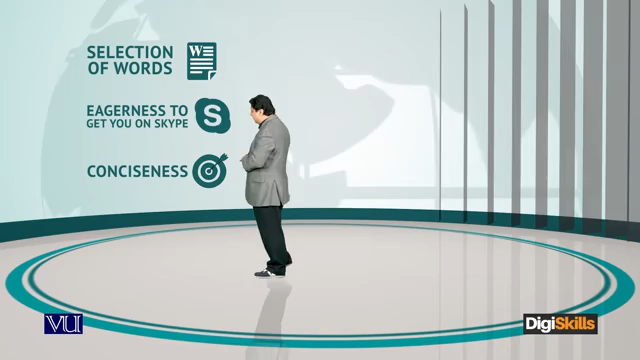 SELECTION
OF WORDS
W
EAGERNESS TO
GET YOU ON SKYPE
S
CONCISENESS
VU
DigiSkills